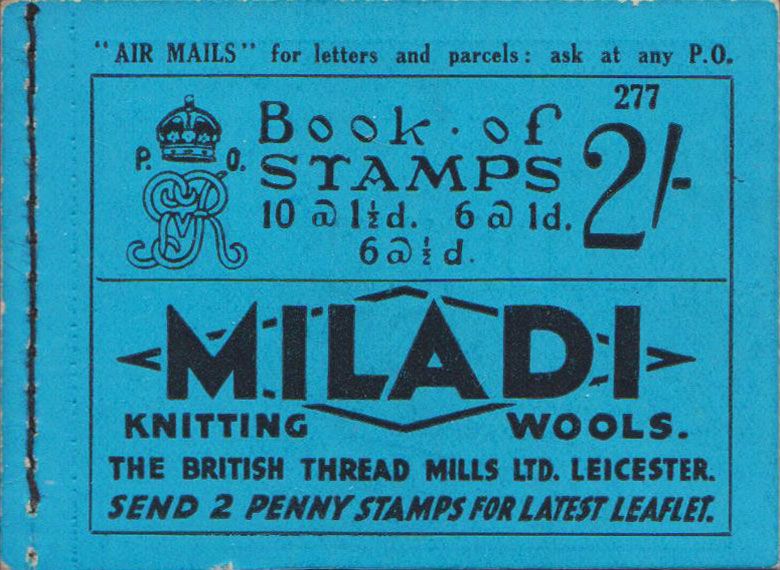 "AIR MAILS" for letters and parcels: ask at any P.O.
277
P. O.
GR
Book of 2/-
STAMPS
10 @ 1½d. 6 @ 1d.
6 @ ½d.
MILADI
KNITTING WOOLS.
THE BRITISH THREAD MILLS LTD. LEICESTER.
SEND 2 PENNY STAMPS FOR LATEST LEAFLET.